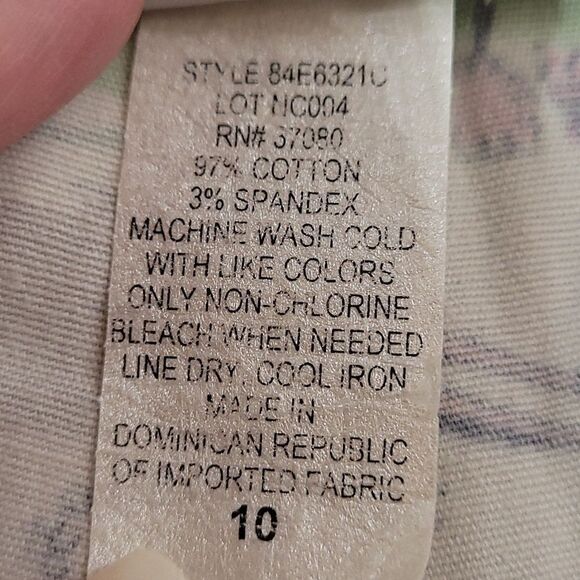 STYLE 84E6321C
LOT NC004
RN# 37080
97% COTTON
3% SPANDEX
MACHINE WASH COLD
WITH LIKE COLORS
ONLY NON-CHLORINE
BLEACH WHEN NEEDED
LINE DRY, COOL IRON
MADE IN
DOMINICAN REPUBLIC
OF IMPORTED FABRIC
10